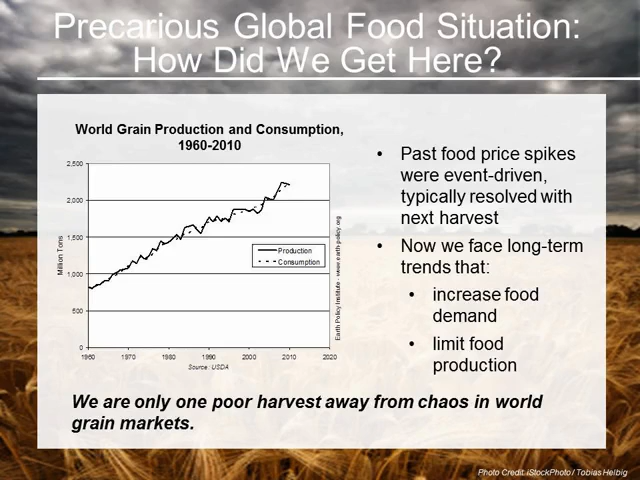 Precarious Global Food Situation:
How Did We Get Here?
World Grain Production and Consumption,
1960-2010
Million Tons
2,500
2,000
1,500
1,000
500
0
1960 1970 1980 1990 2000 2010 2020
Production
Consumption
Source: USDA
Earth Policy Institute - www.earth-policy.org
• Past food price spikes
were event-driven,
typically resolved with
next harvest
• Now we face long-term
trends that:
• increase food
demand
• limit food
production
We are only one poor harvest away from chaos in world
grain markets.
Photo Credit: iStockPhoto / Tobias Helbig